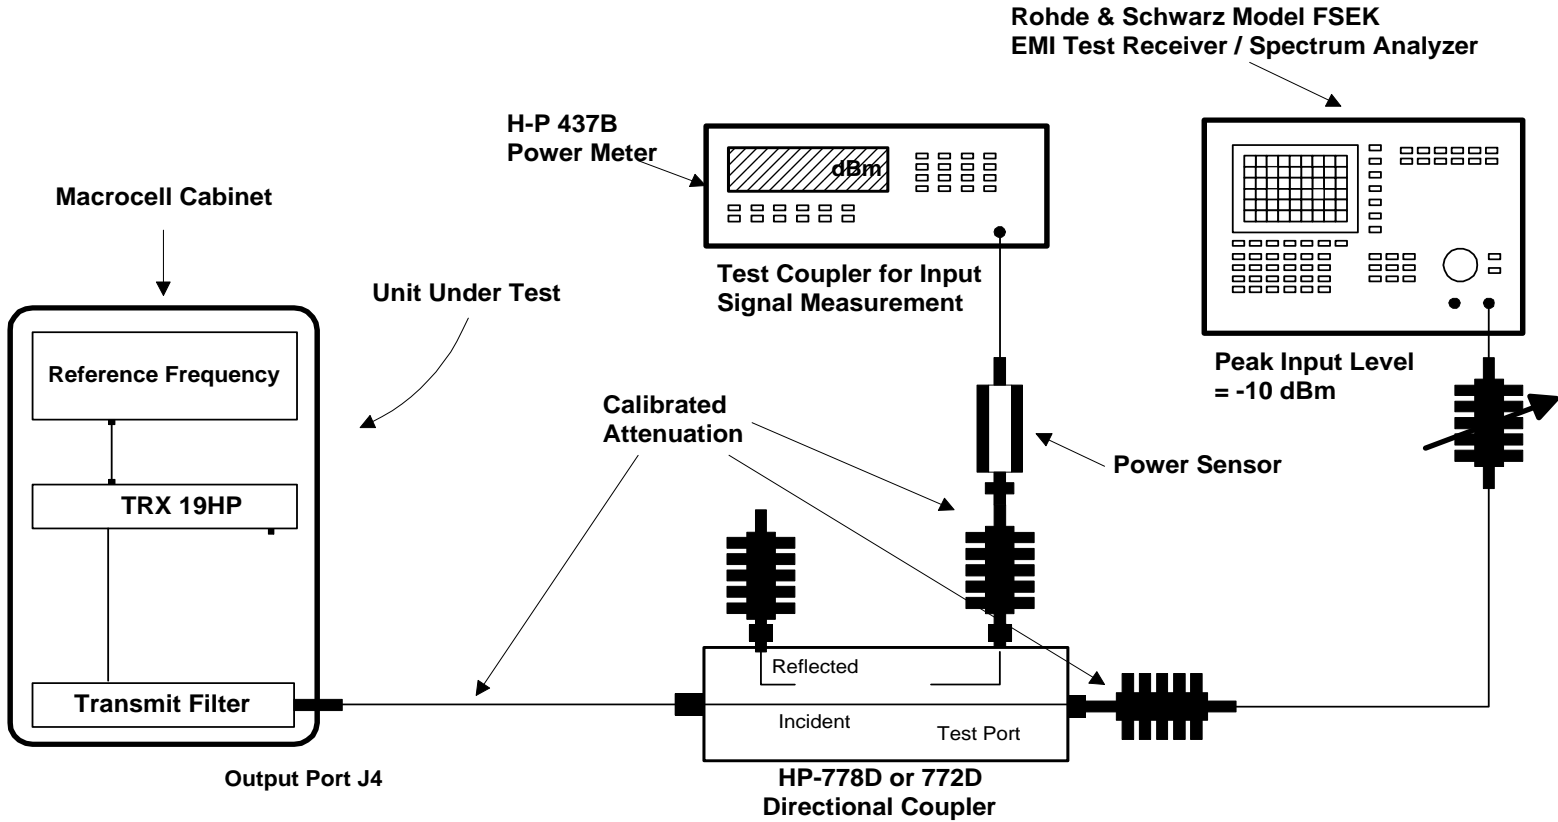 Rohde & Schwarz Model FSEK
EMI Test Receiver / Spectrum Analyzer
H-P 437B
Power Meter
dBm
Macrocell Cabinet
Test Coupler for Input
Signal Measurement
Unit Under Test
Peak Input Level
= -10 dBm
Reference Frequency
Calibrated
Attenuation
Power Sensor
TRX 19HP
Reflected
Transmit Filter
Incident
Test Port
Output Port J4
HP-778D or 772D
Directional Coupler